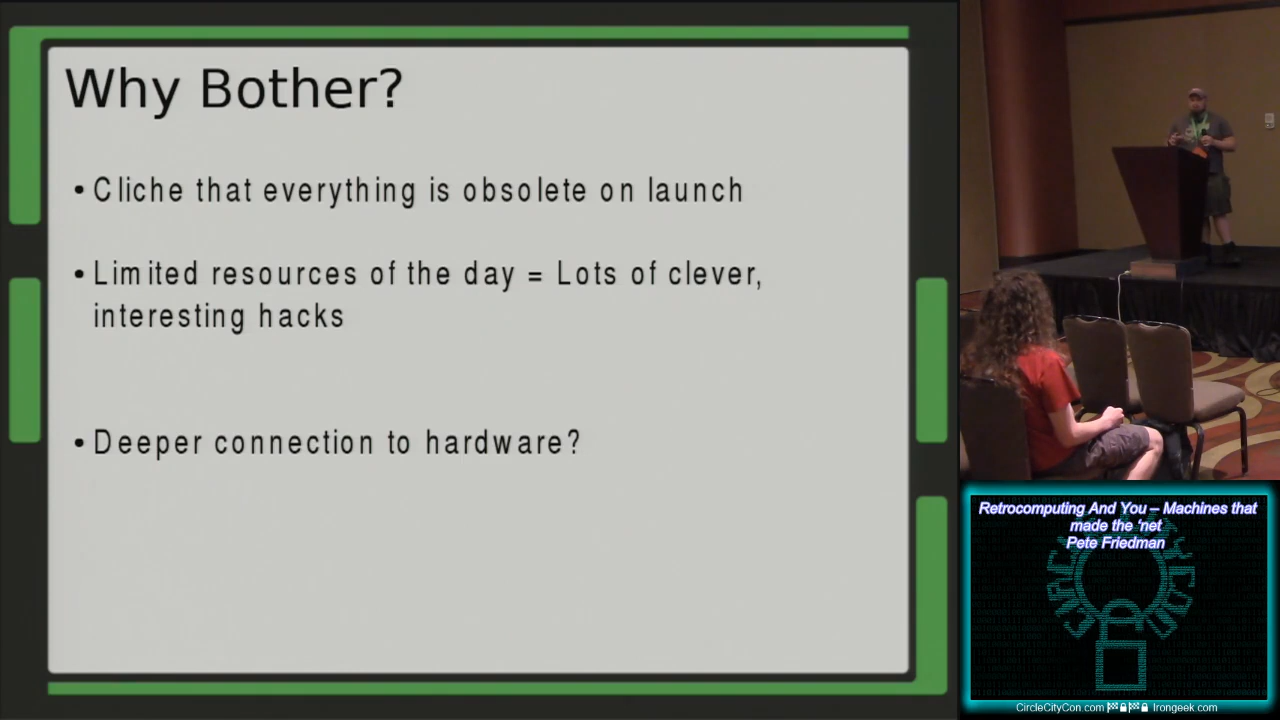 Why Bother?
• Cliche that everything is obsolete on launch
• Limited resources of the day = Lots of clever,
interesting hacks
• Deeper connection to hardware?
Retrocomputing And You – Machines that
made the ‘net
Pete Friedman
CircleCityCon.com Irongeek.com